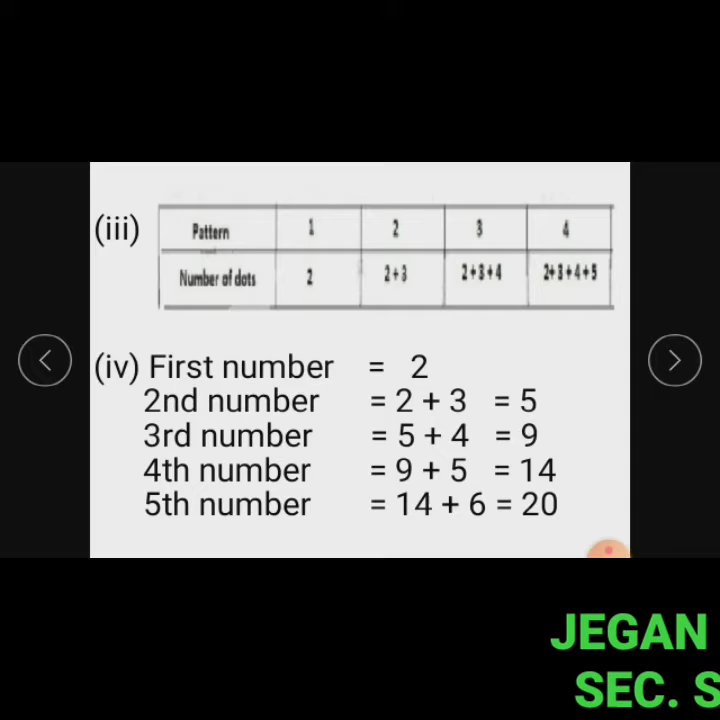 (iii) Pattern 1 2 3 4
Number of dots 2 2+3 2+3+4 2+3+4+5
(iv) First number = 2
2nd number = 2 + 3 = 5
3rd number = 5 + 4 = 9
4th number = 9 + 5 = 14
5th number = 14 + 6 = 20
JEGAN
SEC. S